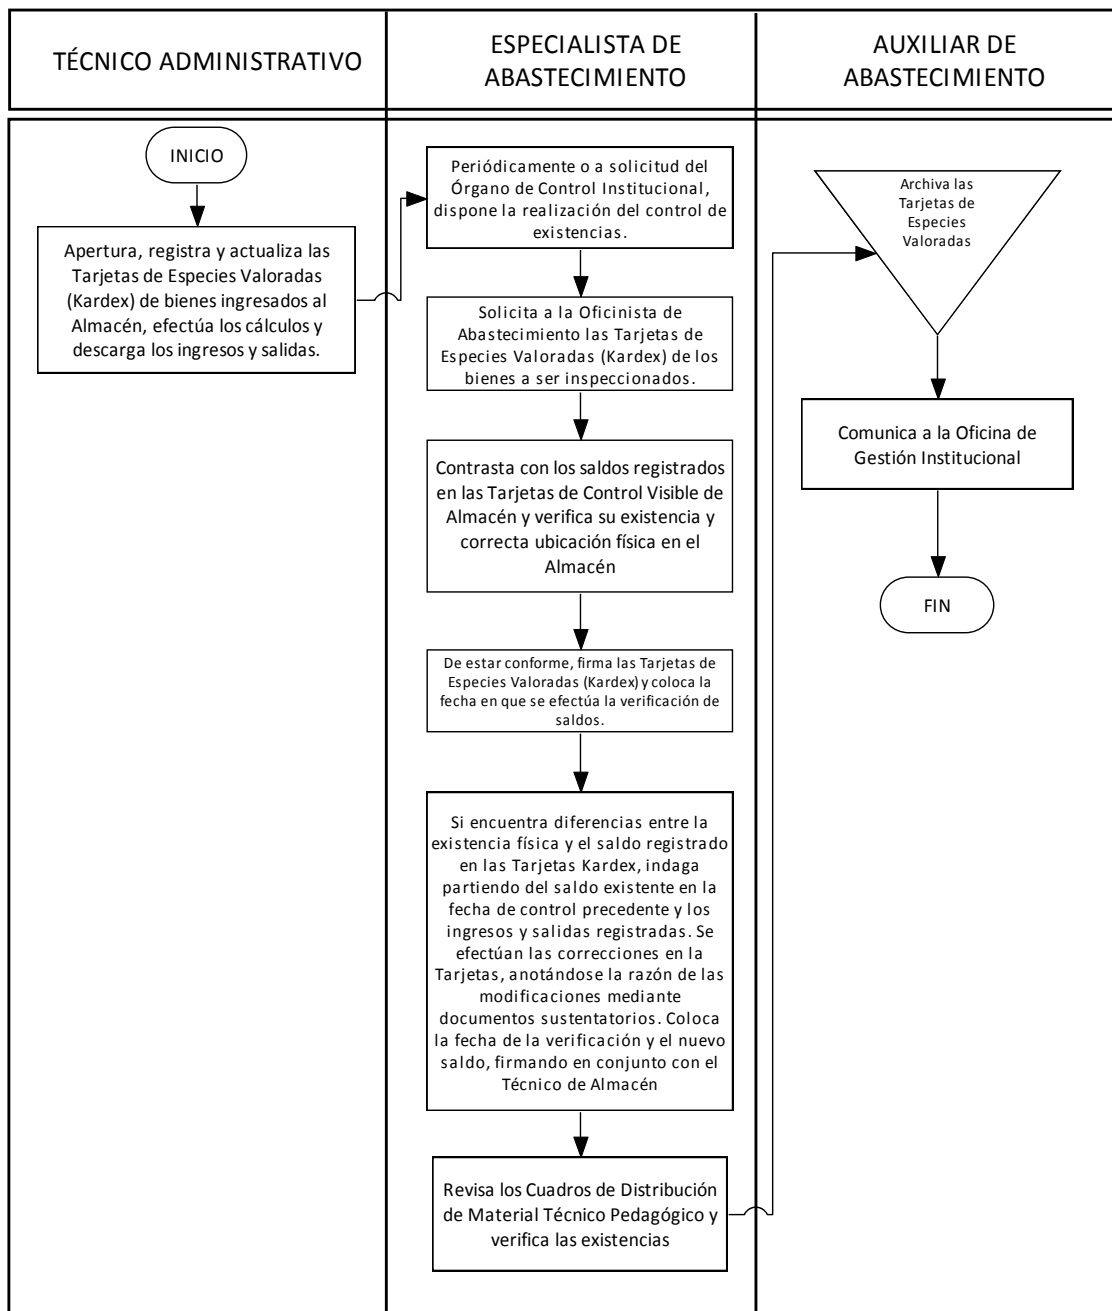 TÉCNICO ADMINISTRATIVO
ESPECIALISTA DE
ABASTECIMIENTO
AUXILIAR DE
ABASTECIMIENTO
INICIO
Apertura, registra y actualiza las
Tarjetas de Especies Valoradas
(Kardex) de bienes ingresados al
Almacén, efectúa los cálculos y
descarga los ingresos y salidas.
Periódicamente o a solicitud del
Órgano de Control Institucional,
dispone la realización del control de
existencias.
Solicita a la Oficinista de
Abastecimiento las Tarjetas de
Especies Valoradas (Kardex) de los
bienes a ser inspeccionados.
Contrasta con los saldos registrados
en las Tarjetas de Control Visible de
Almacén y verifica su existencia y
correcta ubicación física en el
Almacén
De estar conforme, firma las Tarjetas de
Especies Valoradas (Kardex) y coloca la
fecha en que se efectúa la verificación de
saldos.
Si encuentra diferencias entre la
existencia física y el saldo registrado
en las Tarjetas Kardex, indaga
partiendo del saldo existente en la
fecha de control precedente y los
ingresos y salidas registradas. Se
efectúan las correcciones en la
Tarjetas, anotándose la razón de las
modificaciones mediante
documentos sustentatorios. Coloca
la fecha de la verificación y el nuevo
saldo, firmando en conjunto con el
Técnico de Almacén
Revisa los Cuadros de Distribución
de Material Técnico Pedagógico y
verifica las existencias
Archiva las
Tarjetas de
Especies
Valoradas
Comunica a la Oficina de
Gestión Institucional
FIN